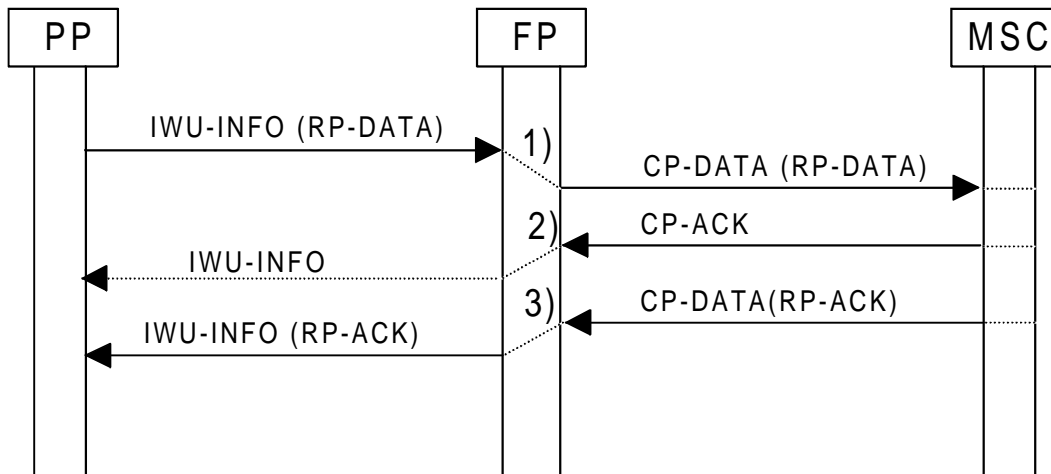 PP
FP
MSC
IWU-INFO (RP-DATA)
1)
CP-DATA (RP-DATA)
2)
CP-ACK
IWU-INFO
3)
CP-DATA(RP-ACK)
IWU-INFO (RP-ACK)